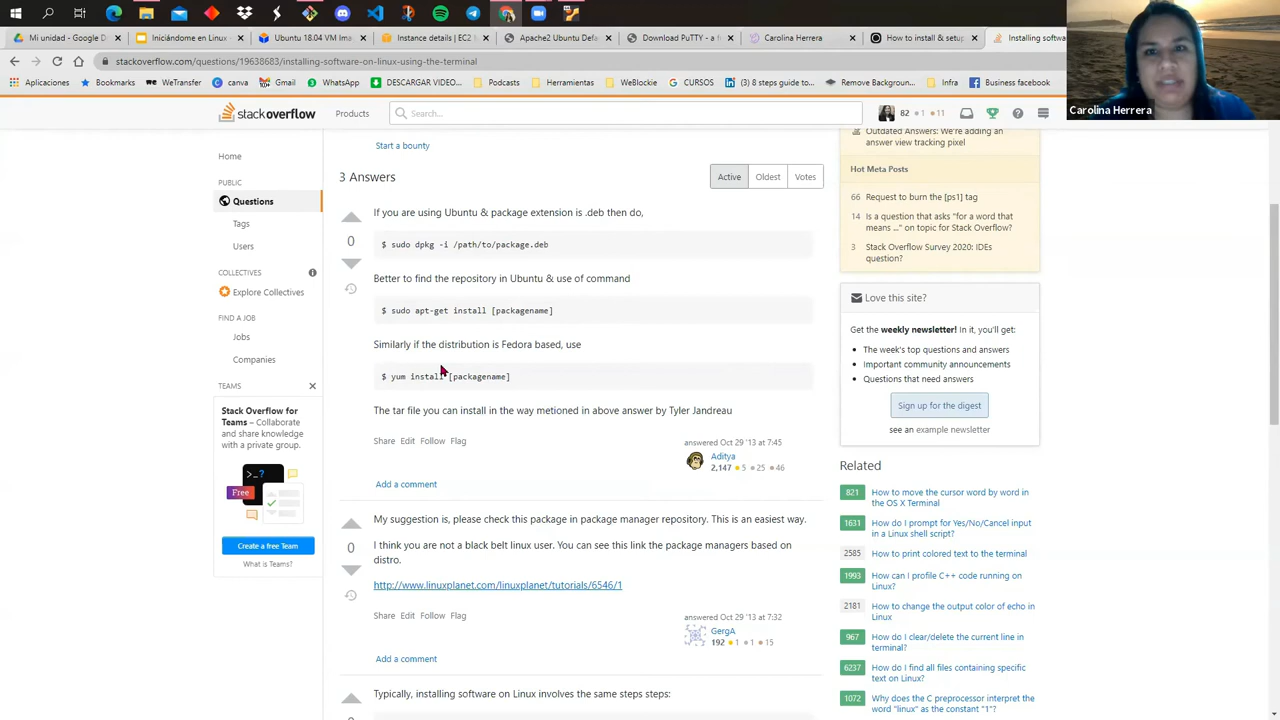 Mi unidad - Google D
Iniciándome en Linux
Ubuntu 18.04 VM Ima
Instance details | EC2
Apache2 Ubuntu Defa
Download PuTTY - a f
Carolina Herrera
How to install & setup
Installing softwar
stackoverflow.com/questions/19638683/installing-software-on-linux-using-the-terminal
Aplicaciones
Bookmarks
WeTransfer
canva
Gmail
WhatsApp
DESCARGA VIDEO...
Podcasts
Herramientas
WeBlockie
CURSOS
(3) 8 steps guide to...
Remove Background...
Infra
Business facebook
Carolina Herrera
stackoverflow
Products
Search...
82 1 11
Home
PUBLIC
Questions
Tags
Users
COLLECTIVES
Explore Collectives
FIND A JOB
Jobs
Companies
TEAMS
Stack Overflow for
Teams – Collaborate
and share knowledge
with a private group.
Free
Create a free Team
What is Teams?
Start a bounty
3 Answers
Active
Oldest
Votes
If you are using Ubuntu & package extension is .deb then do,
0
$ sudo dpkg -i /path/to/package.deb
Better to find the repository in Ubuntu & use of command
$ sudo apt-get install [packagename]
Similarly if the distribution is Fedora based, use
$ yum install [packagename]
The tar file you can install in the way metioned in above answer by Tyler Jandreau
Share Edit Follow Flag
answered Oct 29 '13 at 7:45
Aditya
2,147 5 25 46
Add a comment
My suggestion is, please check this package in package manager repository. This is an easiest way.
0
I think you are not a black belt linux user. You can see this link the package managers based on
distro.
http://www.linuxplanet.com/linuxplanet/tutorials/6546/1
Share Edit Follow Flag
answered Oct 29 '13 at 7:32
GergA
192 1 1 15
Add a comment
Typically, installing software on Linux involves the same steps steps:
Outdated Answers: We're adding an
answer view tracking pixel
Hot Meta Posts
66 Request to burn the [ps1] tag
14 Is a question that asks "for a word that
means ..." on topic for Stack Overflow?
3 Stack Overflow Survey 2020: IDEs
question?
Love this site?
Get the weekly newsletter! In it, you'll get:
The week's top questions and answers
Important community announcements
Questions that need answers
Sign up for the digest
see an example newsletter
Related
821 How to move the cursor word by word in
the OS X Terminal
1631 How do I prompt for Yes/No/Cancel input
in a Linux shell script?
2585 How to print colored text to the terminal
1993 How can I profile C++ code running on
Linux?
2181 How to change the output color of echo in
Linux
967 How do I clear/delete the current line in
terminal?
6237 How do I find all files containing specific
text on Linux?
1072 Why does the C preprocessor interpret the
word "linux" as the constant "1"?